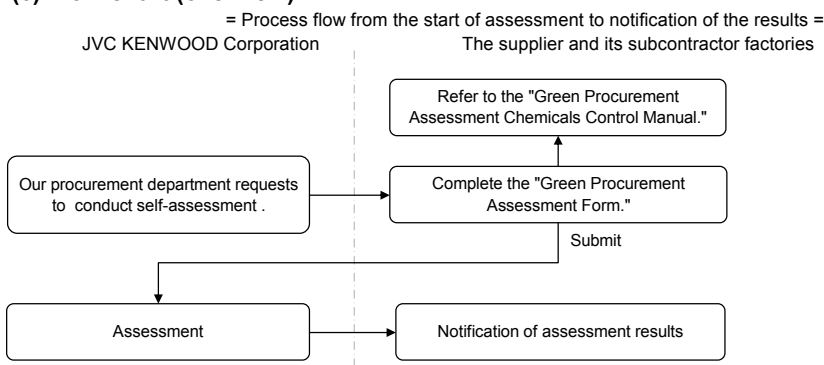 = Process flow from the start of assessment to notification of the results =
JVC KENWOOD Corporation
The supplier and its subcontractor factories
Refer to the "Green Procurement
Assessment Chemicals Control Manual."
Our procurement department requests
to conduct self-assessment .
Complete the "Green Procurement
Assessment Form."
Submit
Assessment
Notification of assessment results